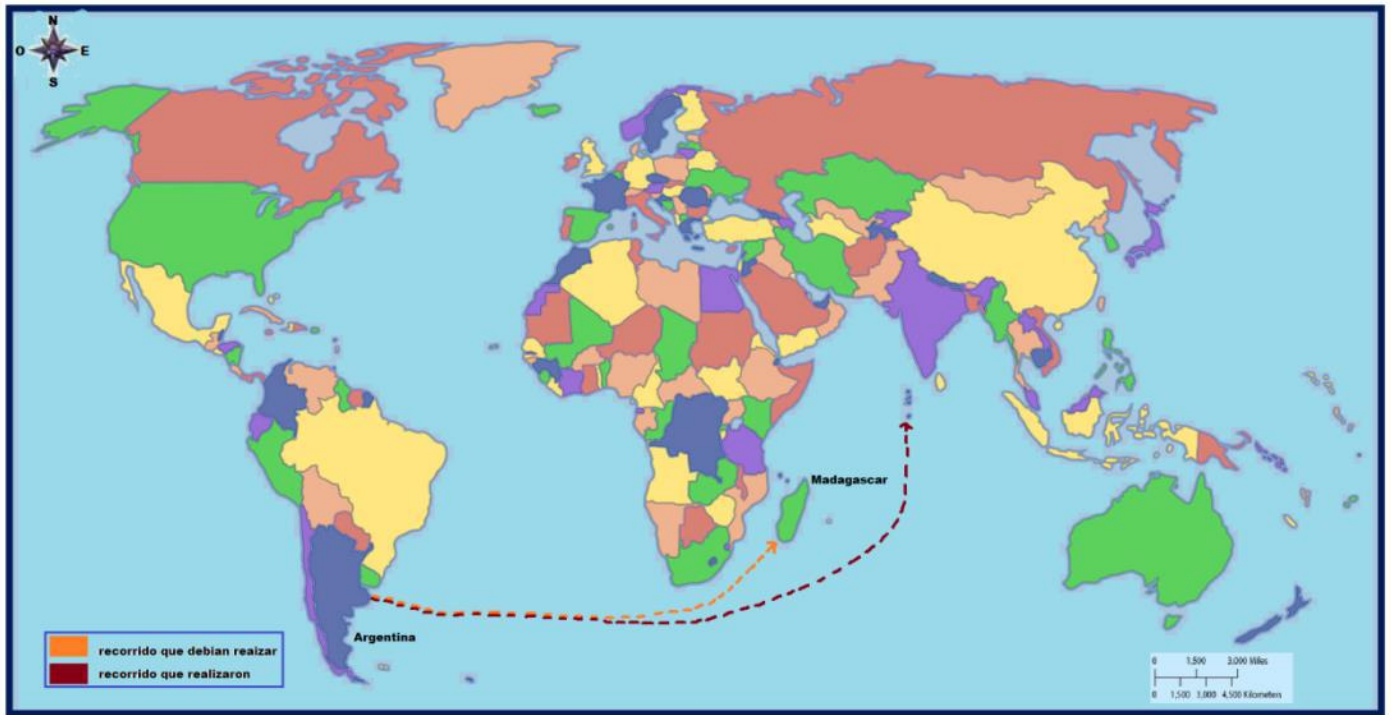 N
O E
S
Madagascar
Argentina
recorrido que debian reaizar
recorrido que realizaron
0 1,500 3,000 Miles
0 1,500 3,000 4,500 Kilometers